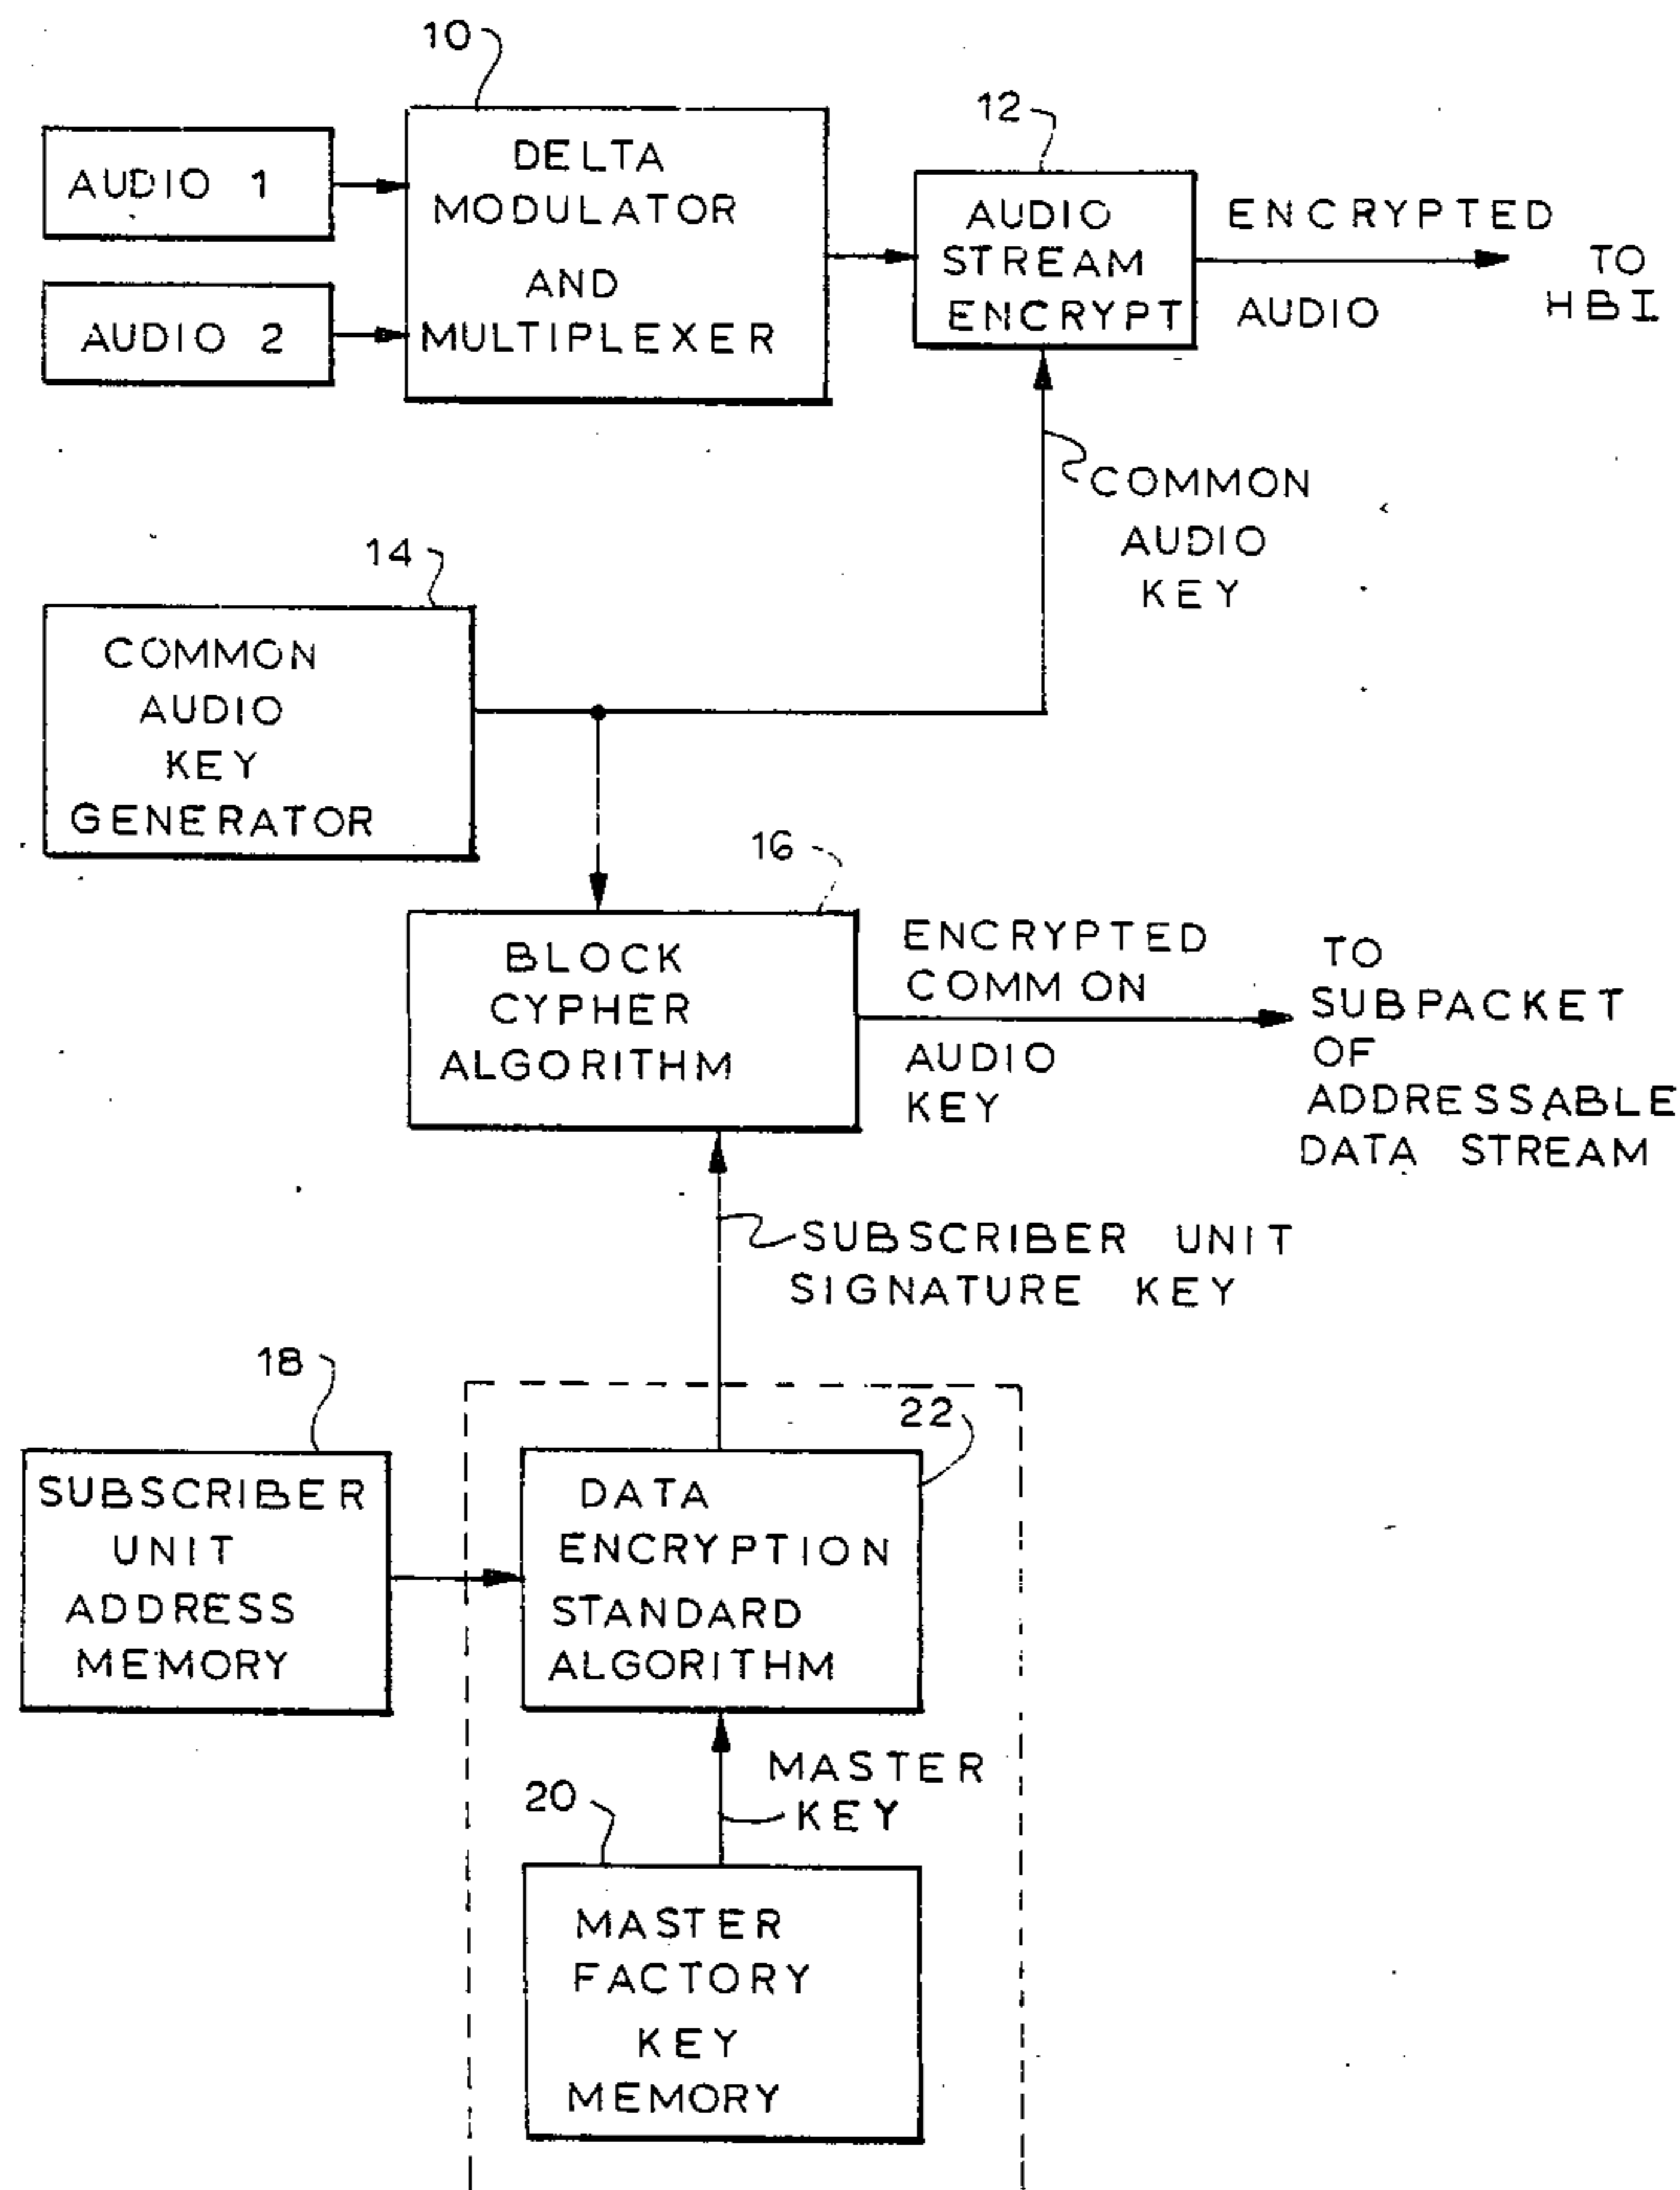 10
12
AUDIO 1
DELTA
MODULATOR
AND
MULTIPLEXER
AUDIO 2
AUDIO
STREAM
ENCRYPT
ENCRYPTED
AUDIO
TO
HBI
COMMON
AUDIO
KEY
14
COMMON
AUDIO
KEY
GENERATOR
16
BLOCK
CYPHER
ALGORITHM
ENCRYPTED
COMMON
AUDIO
KEY
TO
SUBPACKET
OF
ADDRESSABLE
DATA STREAM
SUBSCRIBER UNIT
SIGNATURE KEY
18
22
SUBSCRIBER
UNIT
ADDRESS
MEMORY
DATA
ENCRYPTION
STANDARD
ALGORITHM
MASTER
KEY
20
MASTER
FACTORY
KEY
MEMORY